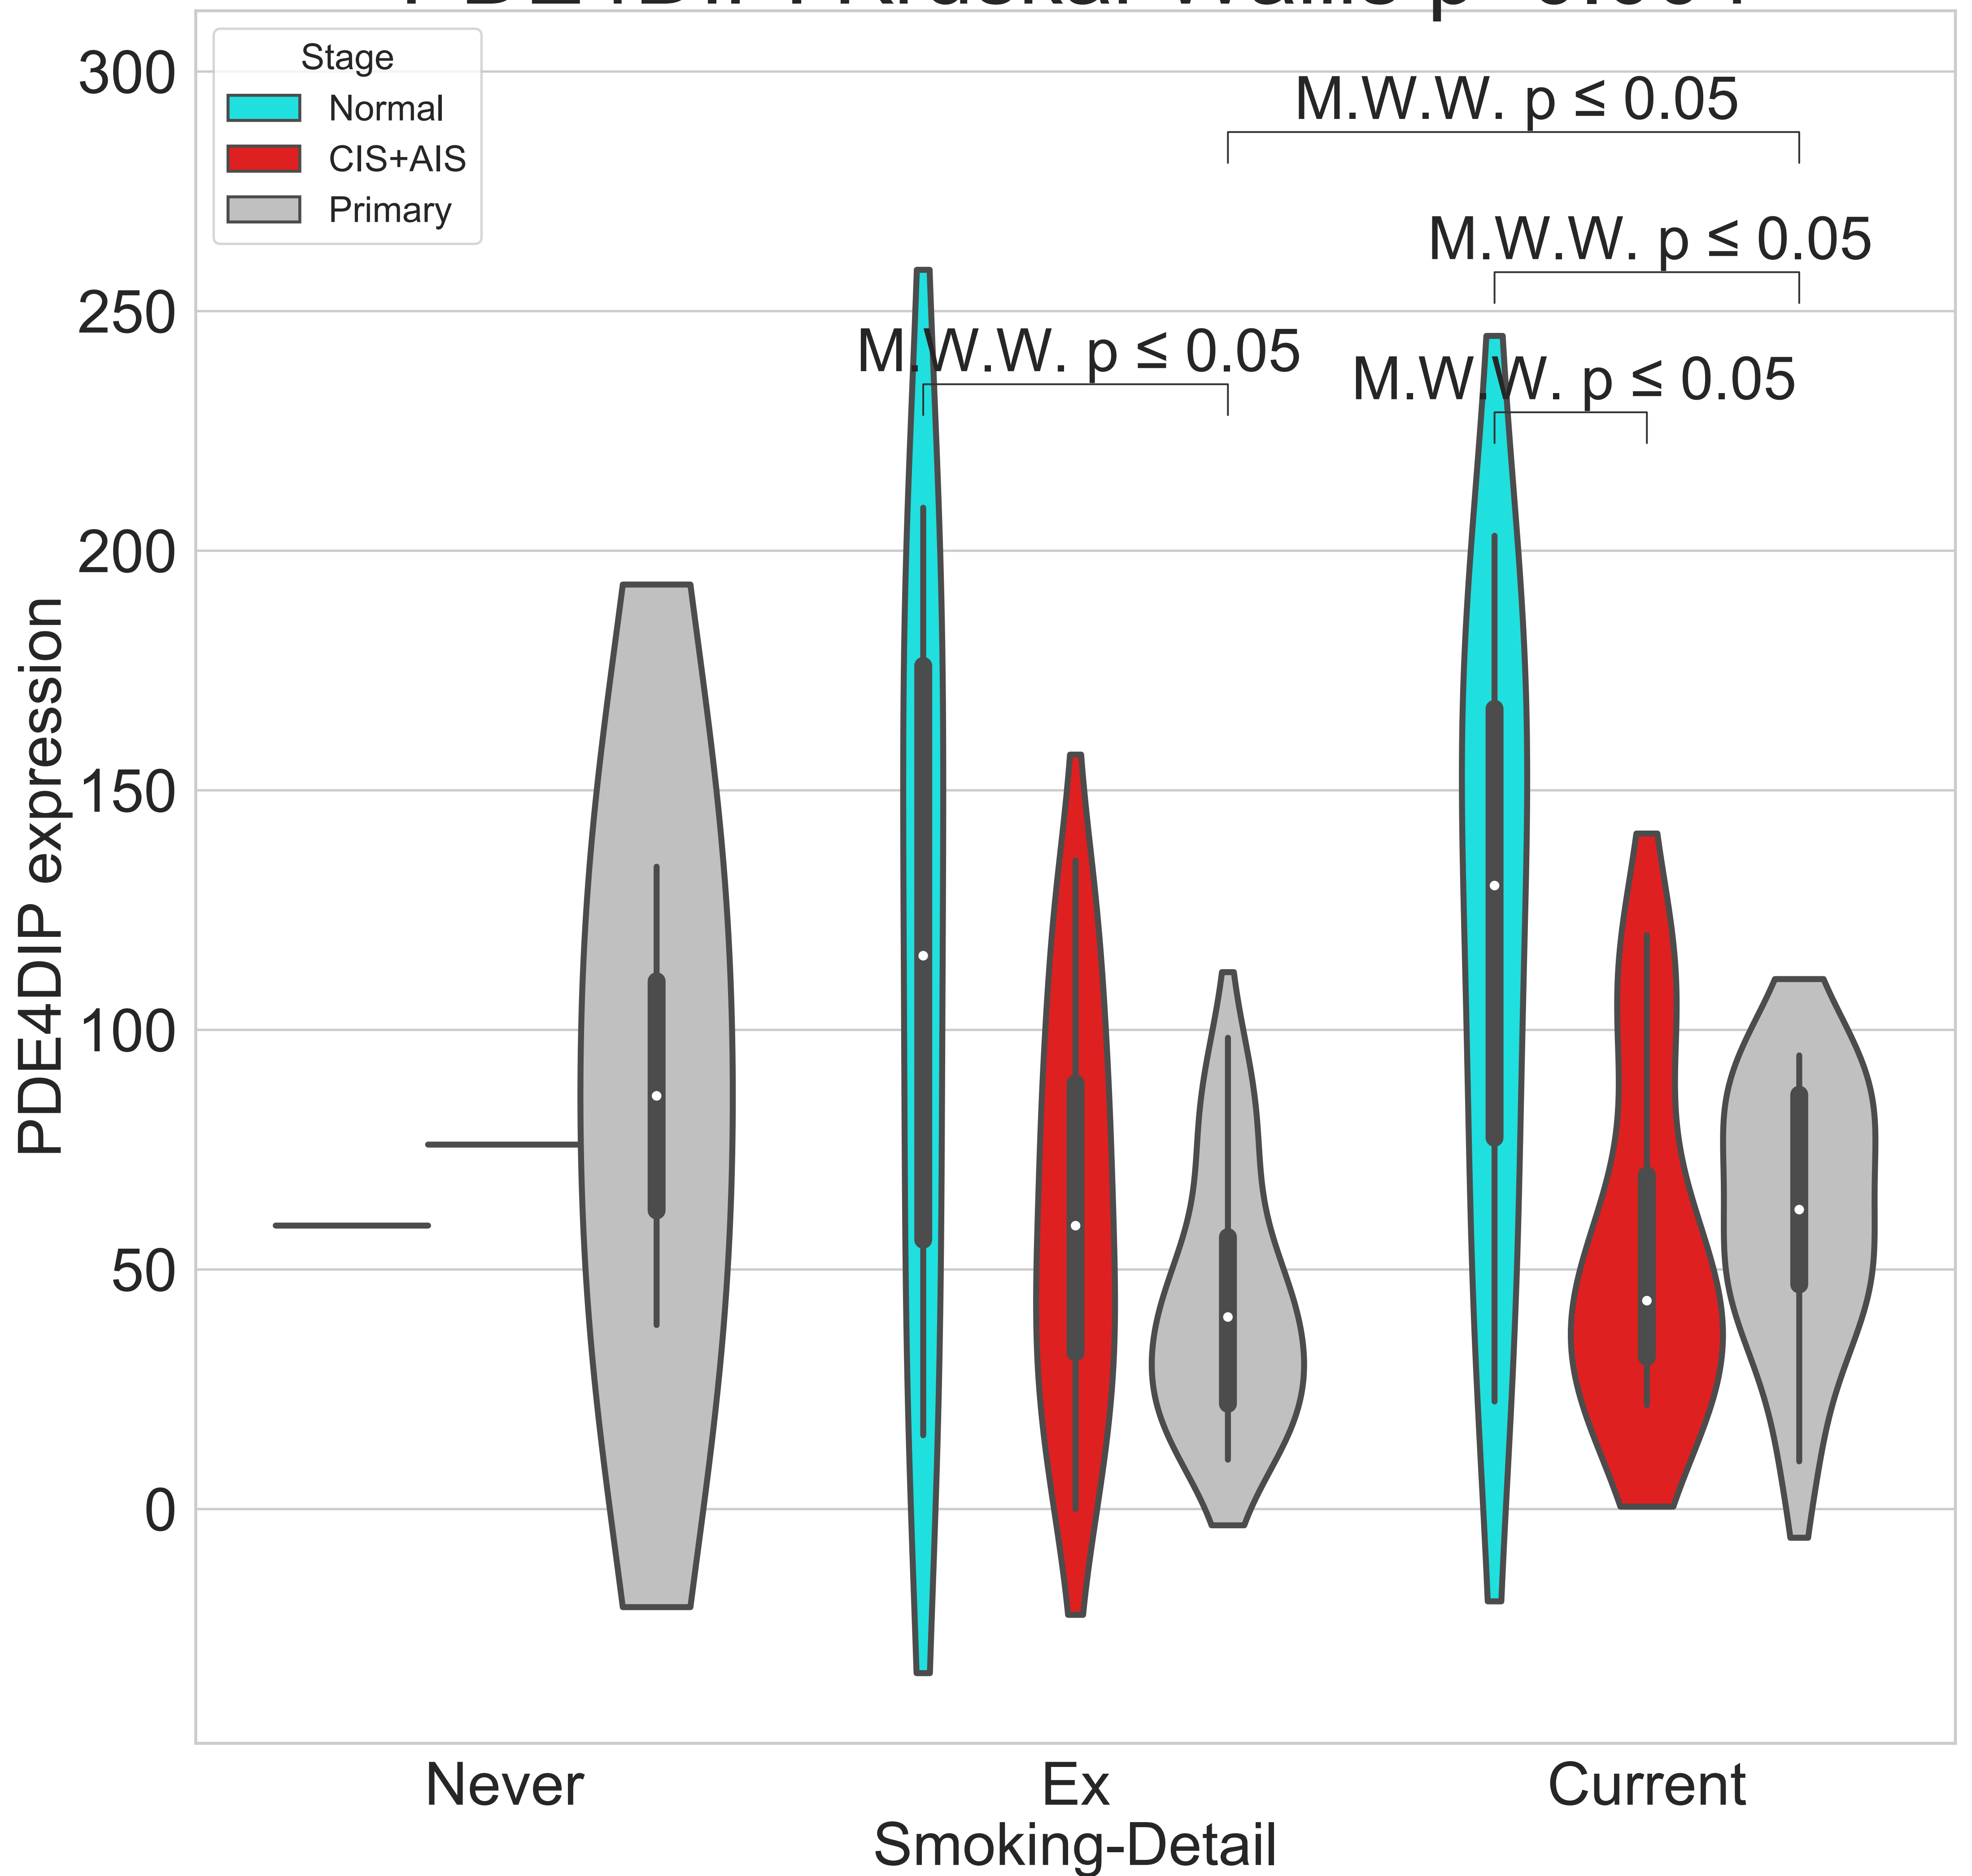 Stage
Normal
CIS+AIS
Primary
M.W.W. p ≤ 0.05
M.W.W. p ≤ 0.05
M.W.W. p ≤ 0.05
M.W.W. p ≤ 0.05
300
250
200
150
100
50
0
PDE4DIP expression
Never
Ex
Current
Smoking-Detail